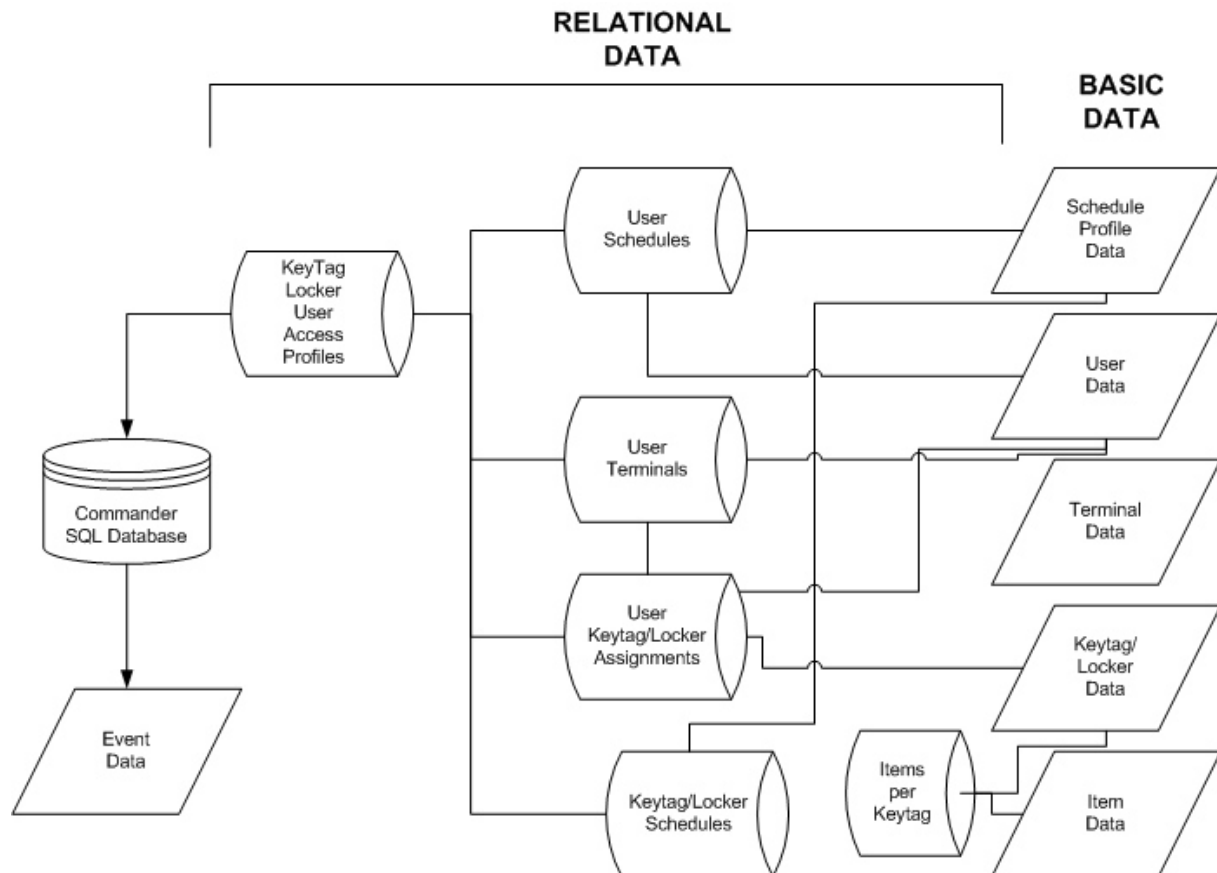 RELATIONAL
DATA
BASIC
DATA
User
Schedules
Schedule
Profile
Data
KeyTag
Locker
User
Access
Profiles
User
Data
User
Terminals
Commander
SQL Database
Terminal
Data
User
Keytag/Locker
Assignments
Keytag/
Locker
Data
Event
Data
Items
per
Keytag
Keytag/Locker
Schedules
Item
Data